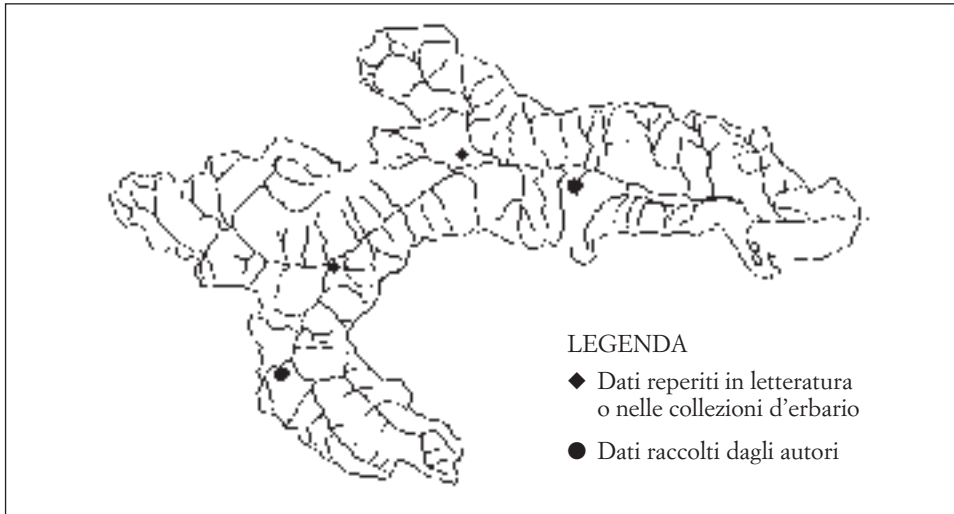 LEGENDA
◆ Dati reperiti in letteratura
o nelle collezioni d'erbario
● Dati raccolti dagli autori